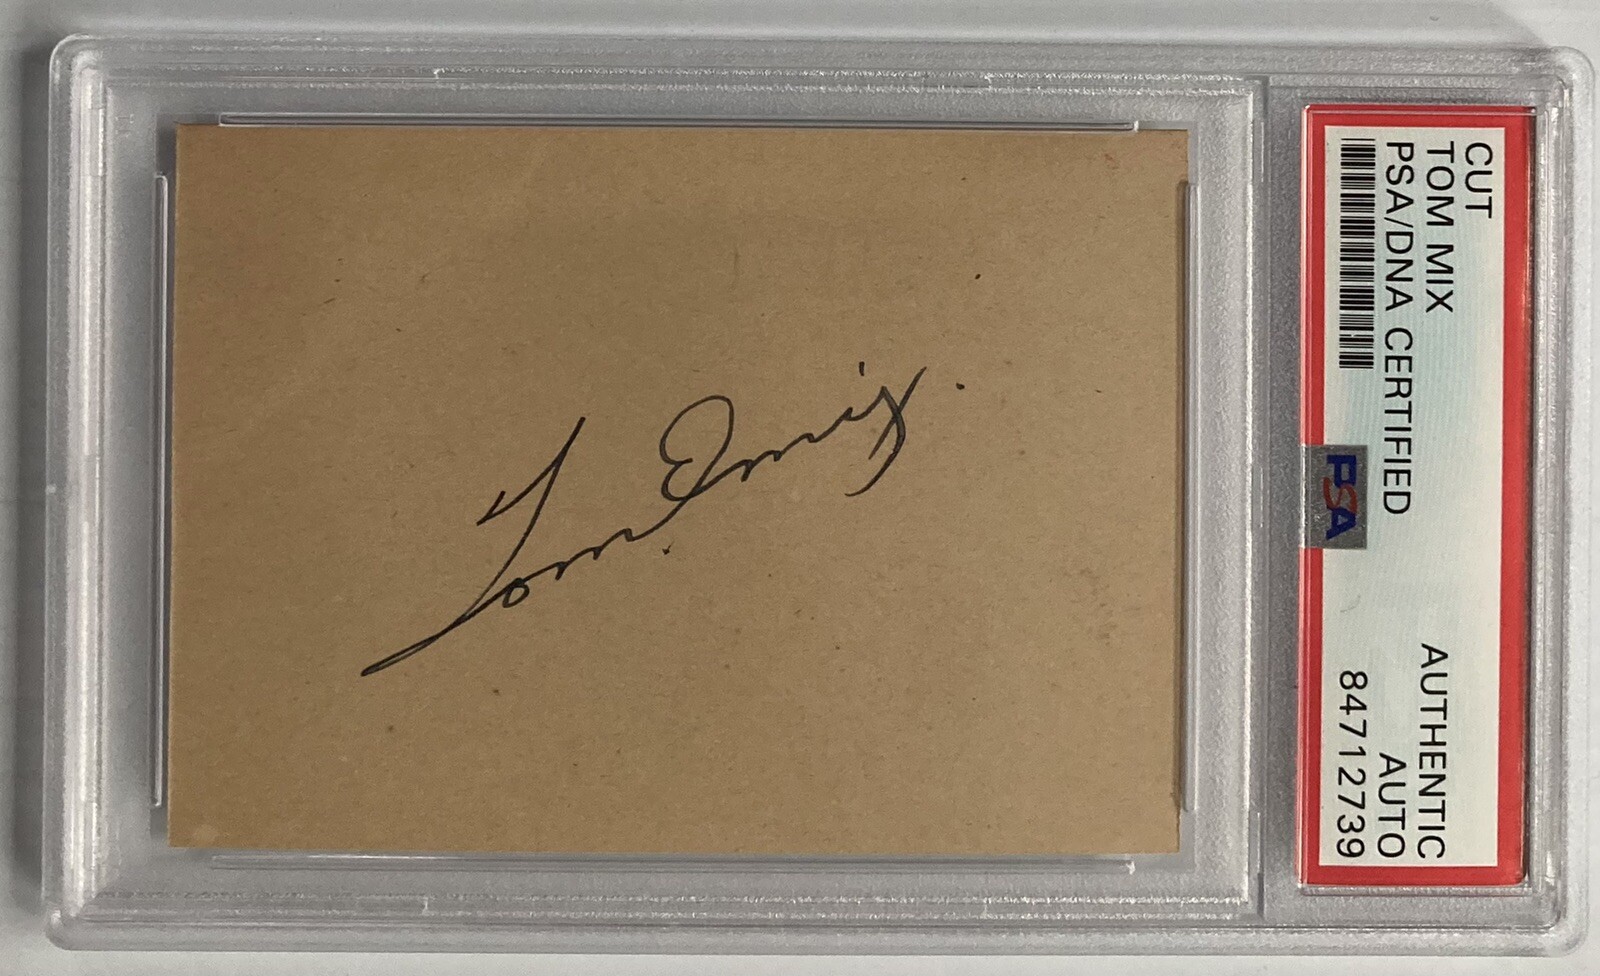 Tom Mix.
CUT
TOM MIX
PSA/DNA CERTIFIED
AUTHENTIC
AUTO
84712739
PSA